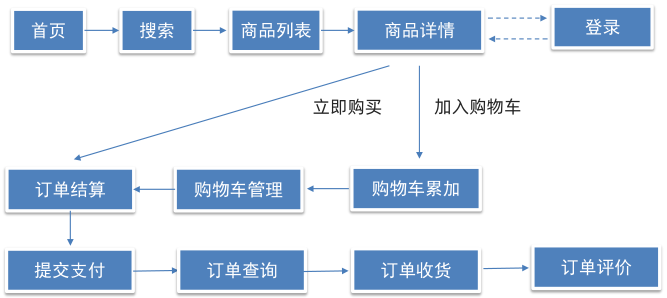 首页
搜索
商品列表
商品详情
登录
立即购买
加入购物车
订单结算
购物车管理
购物车累加
提交支付
订单查询
订单收货
订单评价